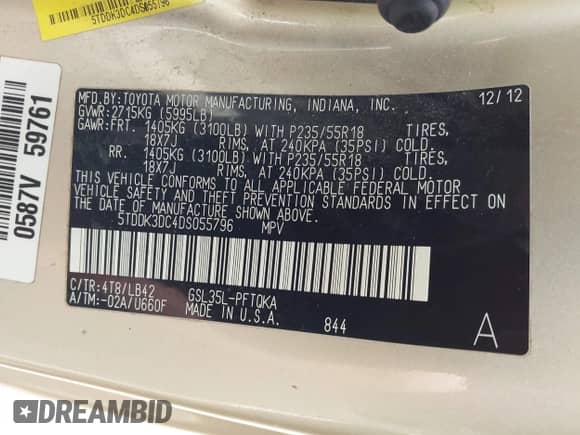 5TDDK3DC4DS055796
0587V 59761
MFD.BY:TOYOTA MOTOR MANUFACTURING, INDIANA, INC. 12/12
GVWR:2715KG (5995LB)
GAWR:FRT. 1405KG (3100LB) WITH P235/55R18 TIRES,
18X7J RIMS, AT 240KPA (35PSI) COLD.
RR. 1405KG (3100LB) WITH P235/55R18 TIRES,
18X7J RIMS, AT 240KPA (35PSI) COLD.
THIS VEHICLE CONFORMS TO ALL APPLICABLE FEDERAL MOTOR
VEHICLE SAFETY AND THEFT PREVENTION STANDARDS IN EFFECT ON
THE DATE OF MANUFACTURE SHOWN ABOVE.
5TDDK3DC4DS055796 MPV
C/TR:4T8/LB42 GSL35L-PFTQKA
A/TM:-02A/U660F MADE IN U.S.A. 844 A
DREAMBID